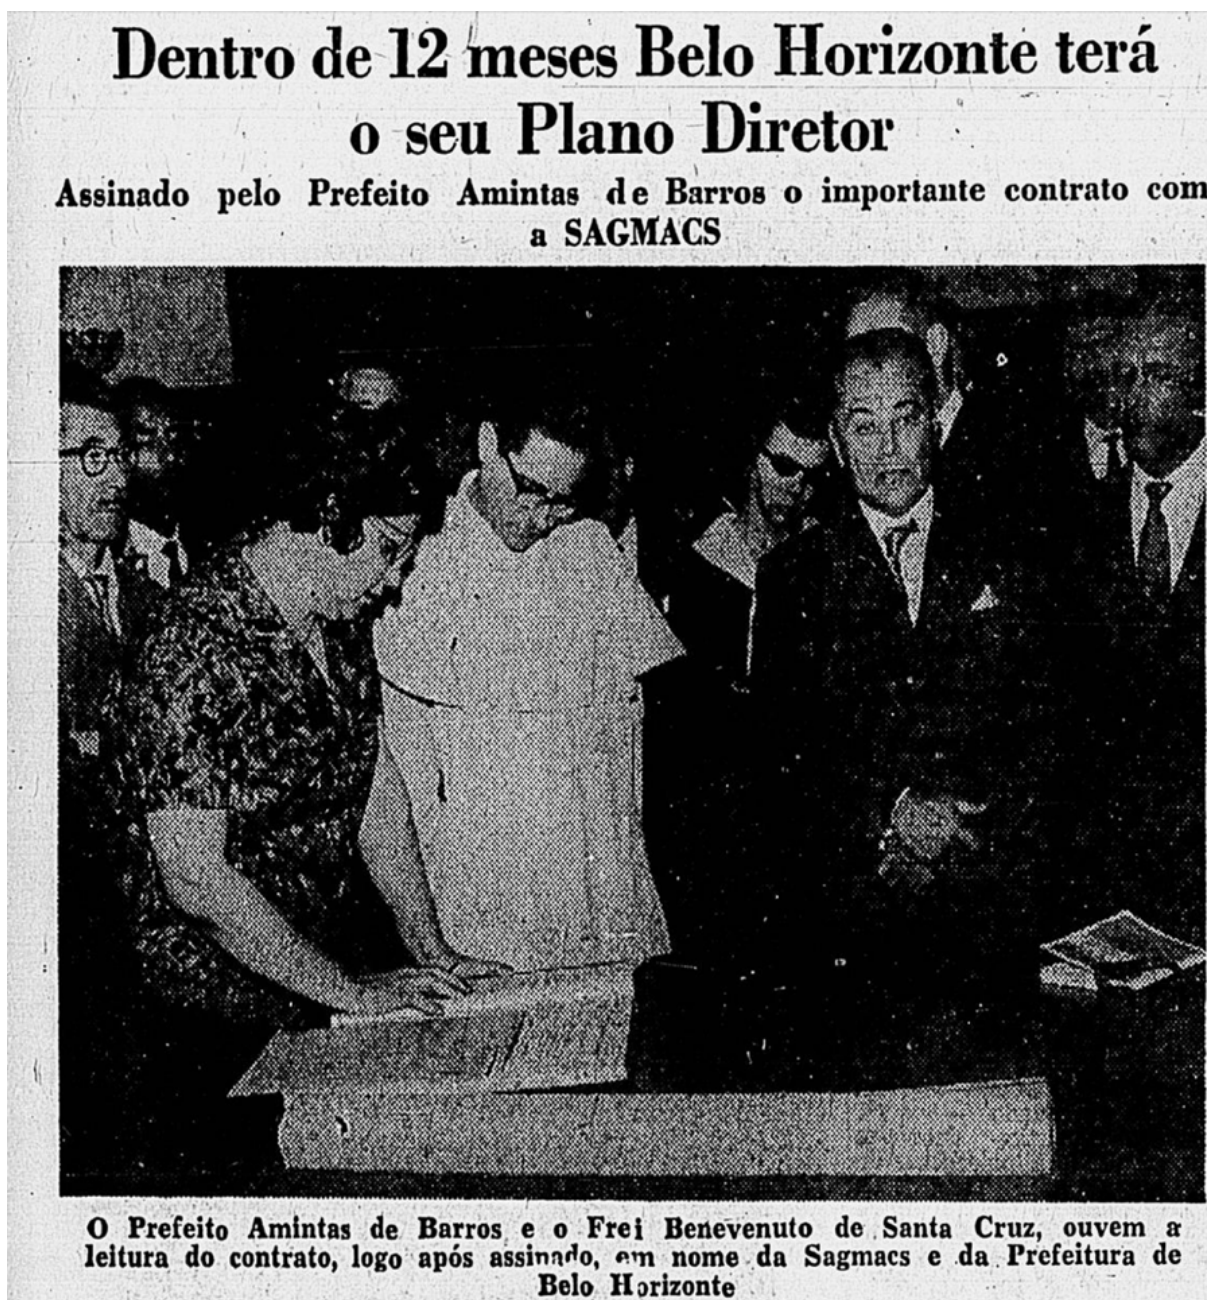 Dentro de 12 meses Belo Horizonte terá
o seu Plano Diretor
Assinado pelo Prefeito Amintas de Barros o importante contrato com
a SAGMACS
O Prefeito Amintas de Barros e o Frei Benevenuto de Santa Cruz, ouvem a
leitura do contrato, logo após assinado, em nome da Sagmacs e da Prefeitura de
Belo Horizonte